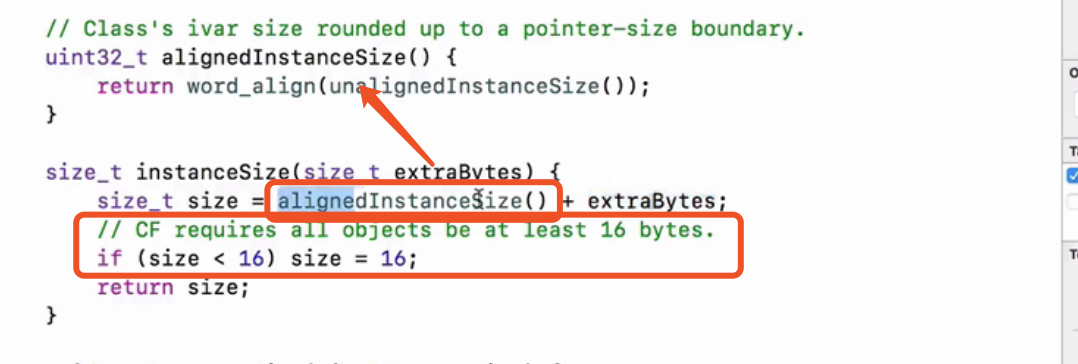 // Class's ivar size rounded up to a pointer-size boundary.
uint32_t alignedInstanceSize() {
    return word_align(unalignedInstanceSize());
}
size_t instanceSize(size_t extraBytes) {
    size_t size = alignedInstanceSize() + extraBytes;
    // CF requires all objects be at least 16 bytes.
    if (size < 16) size = 16;
    return size;
}